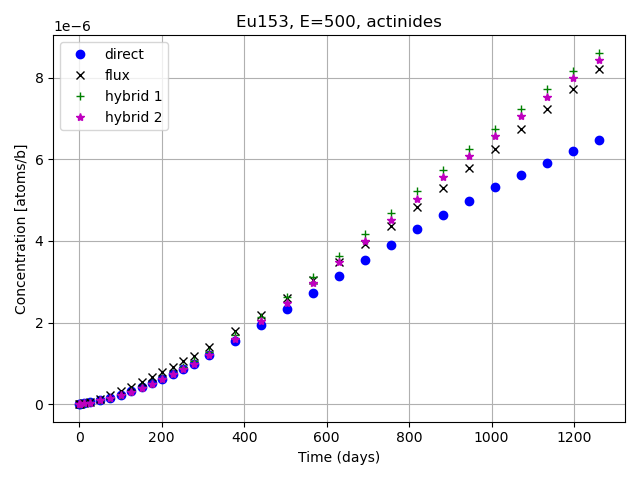 Eu153, E=500, actinides
1e−6
direct
flux
hybrid 1
hybrid 2
8
6
4
2
0
Concentration [atoms/b]
0 200 400 600 800 1000 1200
Time (days)